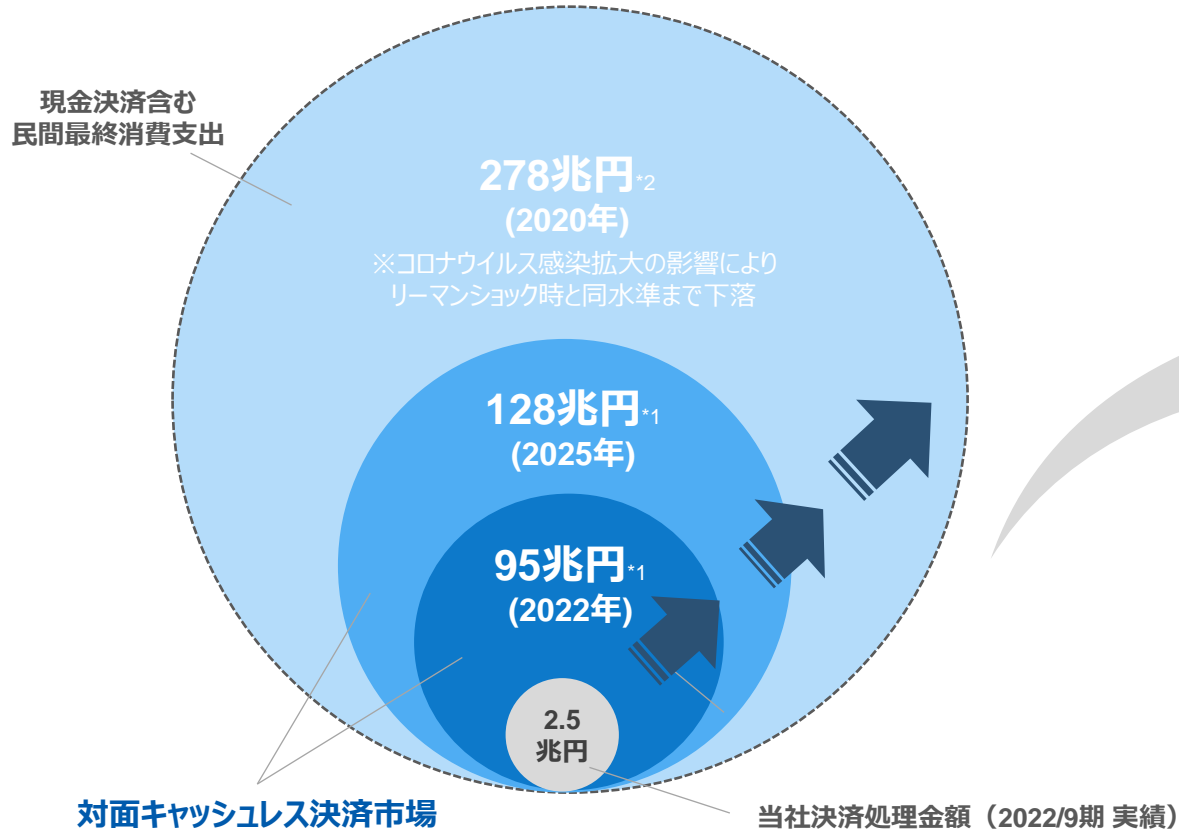 現金決済含む
民間最終消費支出
278兆円*2
(2020年)
※コロナウイルス感染拡大の影響により
リーマンショック時と同水準まで下落
128兆円*1
(2025年)
95兆円*1
(2022年)
2.5
兆円
対面キャッシュレス決済市場
当社決済処理金額（2022/9期 実績）